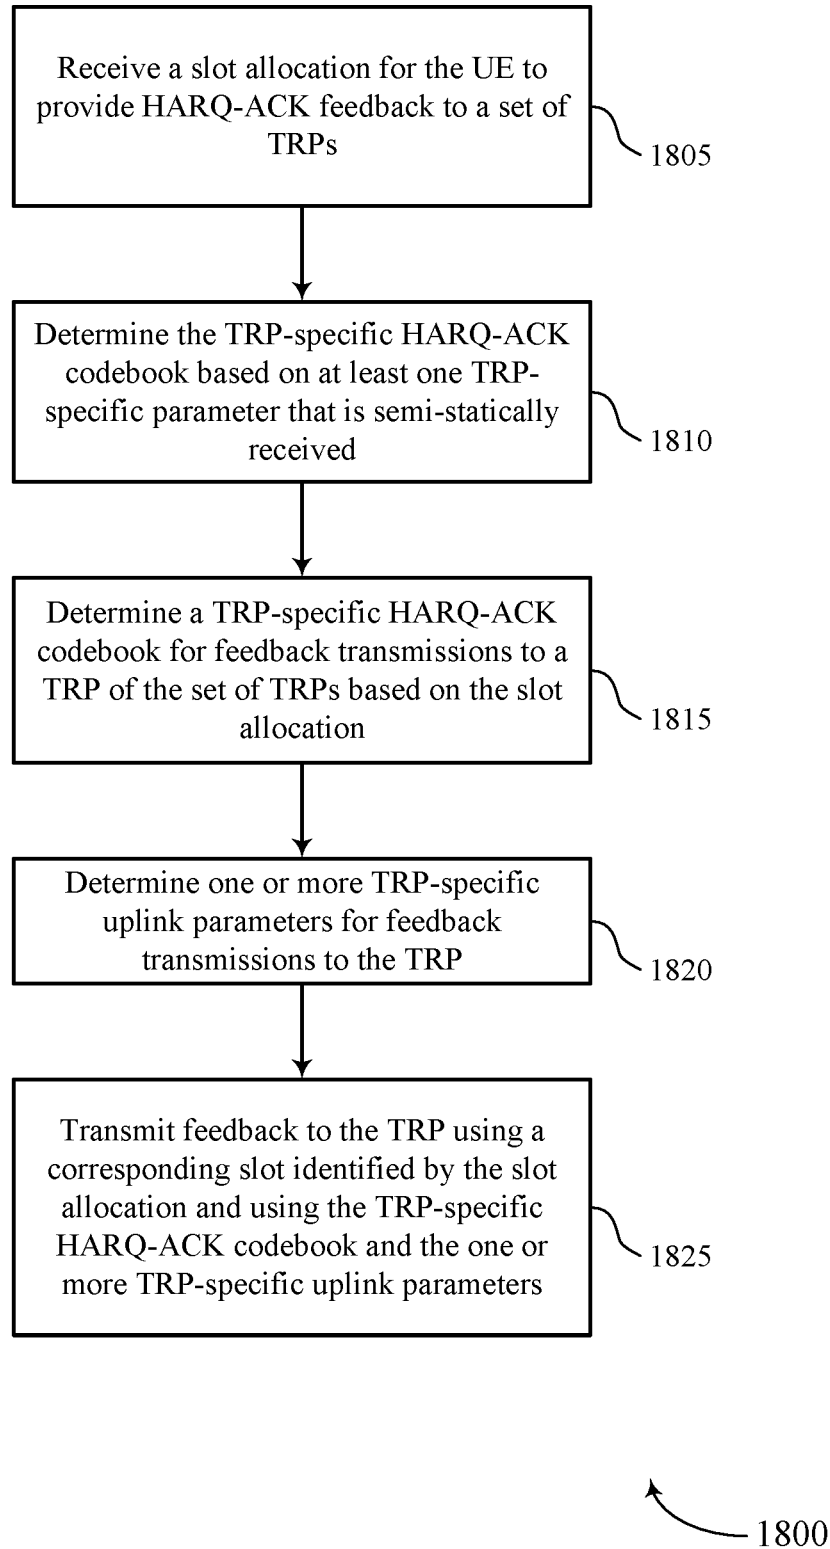 Receive a slot allocation for the UE to
provide HARQ-ACK feedback to a set of
TRPs
1805
Determine the TRP-specific HARQ-ACK
codebook based on at least one TRP-
specific parameter that is semi-statically
received
1810
Determine a TRP-specific HARQ-ACK
codebook for feedback transmissions to a
TRP of the set of TRPs based on the slot
allocation
1815
Determine one or more TRP-specific
uplink parameters for feedback
transmissions to the TRP
1820
Transmit feedback to the TRP using a
corresponding slot identified by the slot
allocation and using the TRP-specific
HARQ-ACK codebook and the one or
more TRP-specific uplink parameters
1825
1800